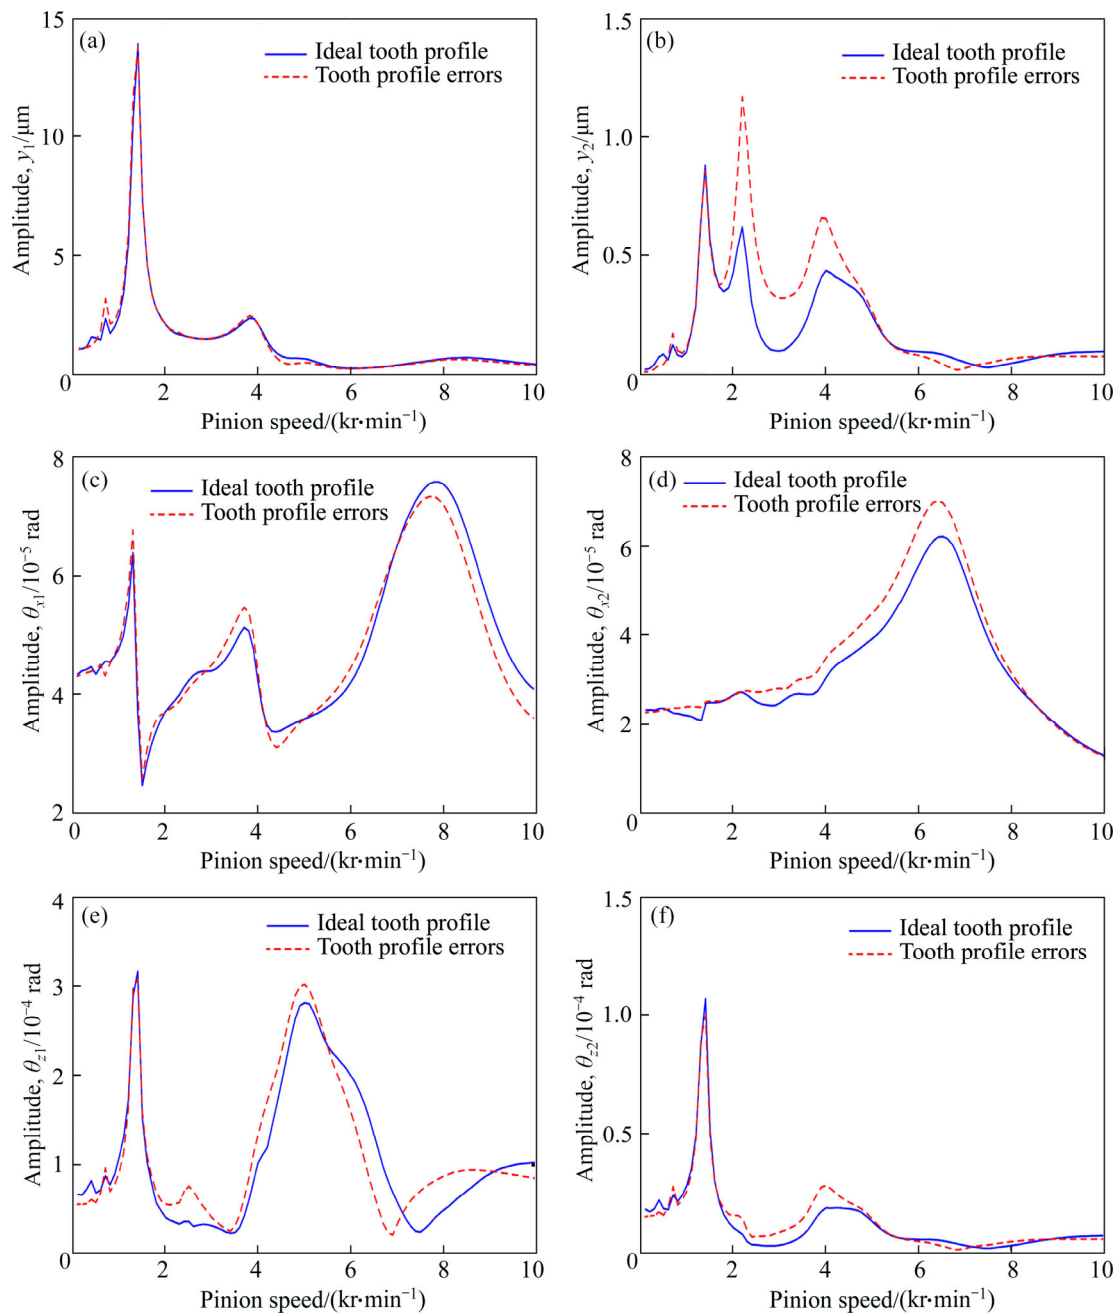 (a)
Ideal tooth profile
Tooth profile errors
15
10
5
0
Amplitude, y₁/μm
2 4 6 8 10
Pinion speed/(kr·min⁻¹)
(b)
Ideal tooth profile
Tooth profile errors
1.5
1.0
0.5
0
Amplitude, y₂/μm
2 4 6 8 10
Pinion speed/(kr·min⁻¹)
(c)
Ideal tooth profile
Tooth profile errors
8
6
4
2
Amplitude, θₓ₁/10⁻⁵ rad
0 2 4 6 8 10
Pinion speed/(kr·min⁻¹)
(d)
Ideal tooth profile
Tooth profile errors
8
6
4
2
0
Amplitude, θₓ₂/10⁻⁵ rad
2 4 6 8 10
Pinion speed/(kr·min⁻¹)
(e)
Ideal tooth profile
Tooth profile errors
4
3
2
1
0
Amplitude, θ_z1/10⁻⁴ rad
2 4 6 8 10
Pinion speed/(kr·min⁻¹)
(f)
Ideal tooth profile
Tooth profile errors
1.5
1.0
0.5
0
Amplitude, θ_z2/10⁻⁴ rad
2 4 6 8 10
Pinion speed/(kr·min⁻¹)